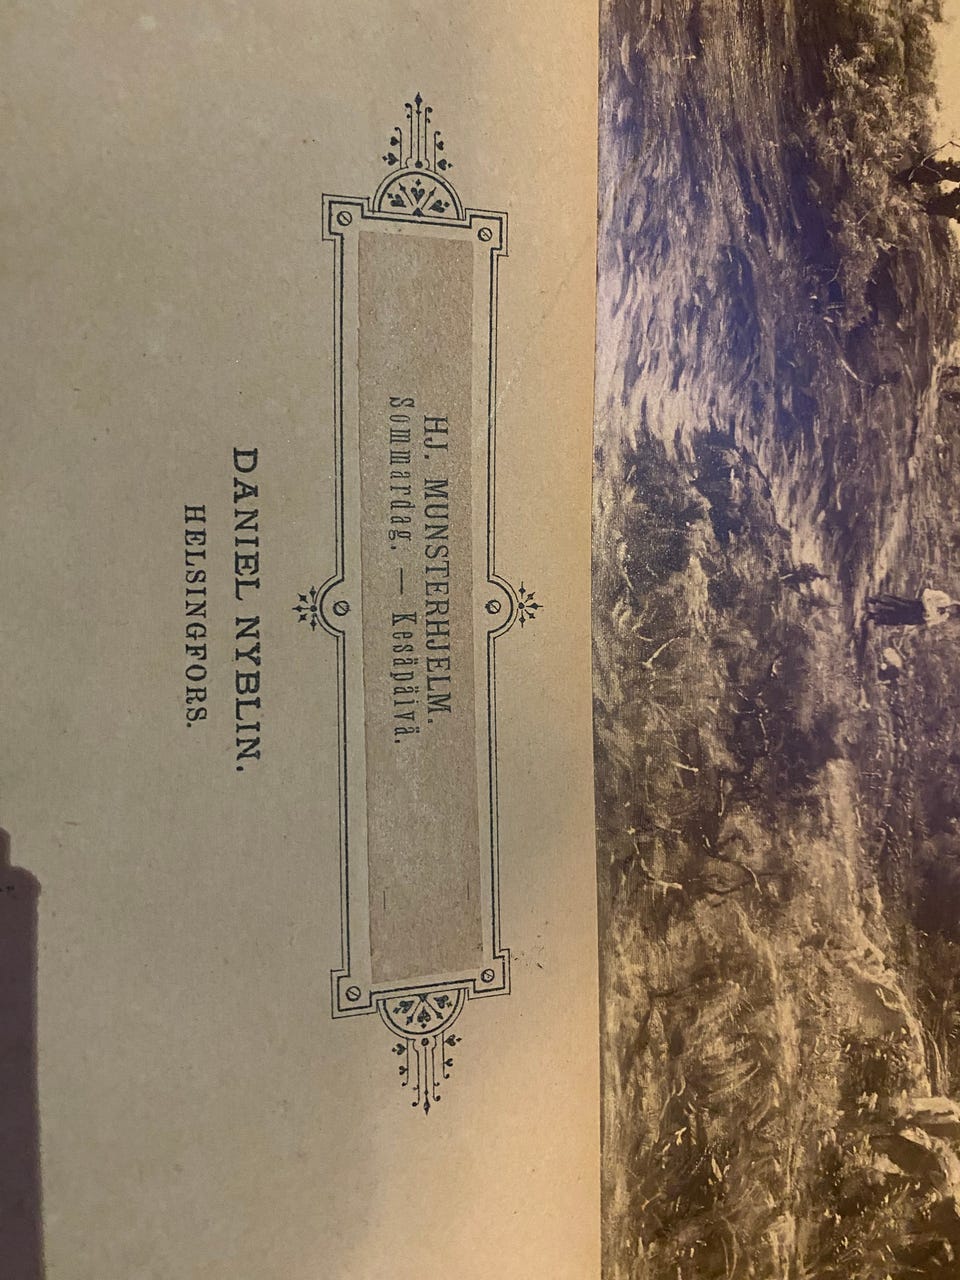 HJ. MUNSTERHJELM.
Sommardag. — Kesäpäivä.
DANIEL NYBLIN.
HELSINGFORS.